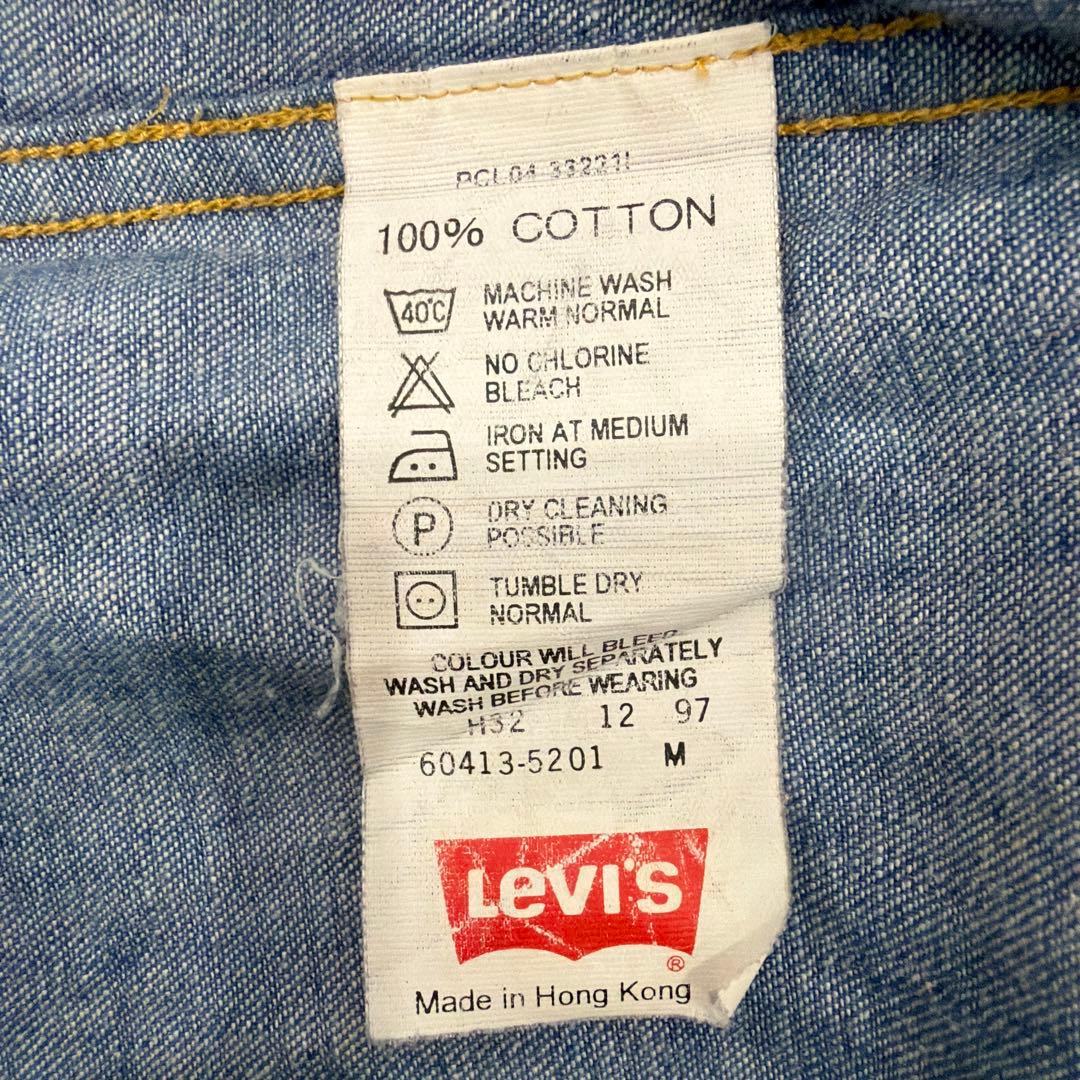 100% COTTON
40°C
MACHINE WASH
WARM NORMAL
NO CHLORINE
BLEACH
IRON AT MEDIUM
SETTING
P
DRY CLEANING
POSSIBLE
TUMBLE DRY
NORMAL
COLOUR WILL BLEED
WASH AND DRY SEPARATELY
WASH BEFORE WEARING
H32 12 97
60413-5201 M
Levi's
®
Made in Hong Kong